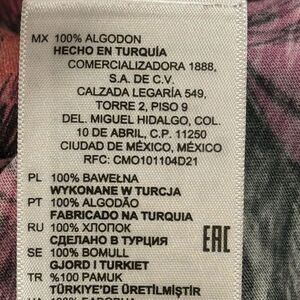 MX 100% ALGODON
HECHO EN TURQUÍA
COMERCIALIZADORA 1888,
S.A. DE C.V.
CALZADA LEGARÍA 549,
TORRE 2, PISO 9
DEL. MIGUEL HIDALGO, COL.
10 DE ABRIL, C.P. 11250
CIUDAD DE MÉXICO, MÉXICO
RFC: CMO101104D21
PL 100% BAWEŁNA
WYKONANE W TURCJA
PT 100% ALGODÃO
FABRICADO NA TURQUIA
RU 100% ХЛОПОК
СДЕЛАНО В ТУРЦИЯ
EAC
SE 100% BOMULL
GJORD I TURKIET
TR %100 PAMUK
TÜRKİYE'DE ÜRETİLMİŞTİR